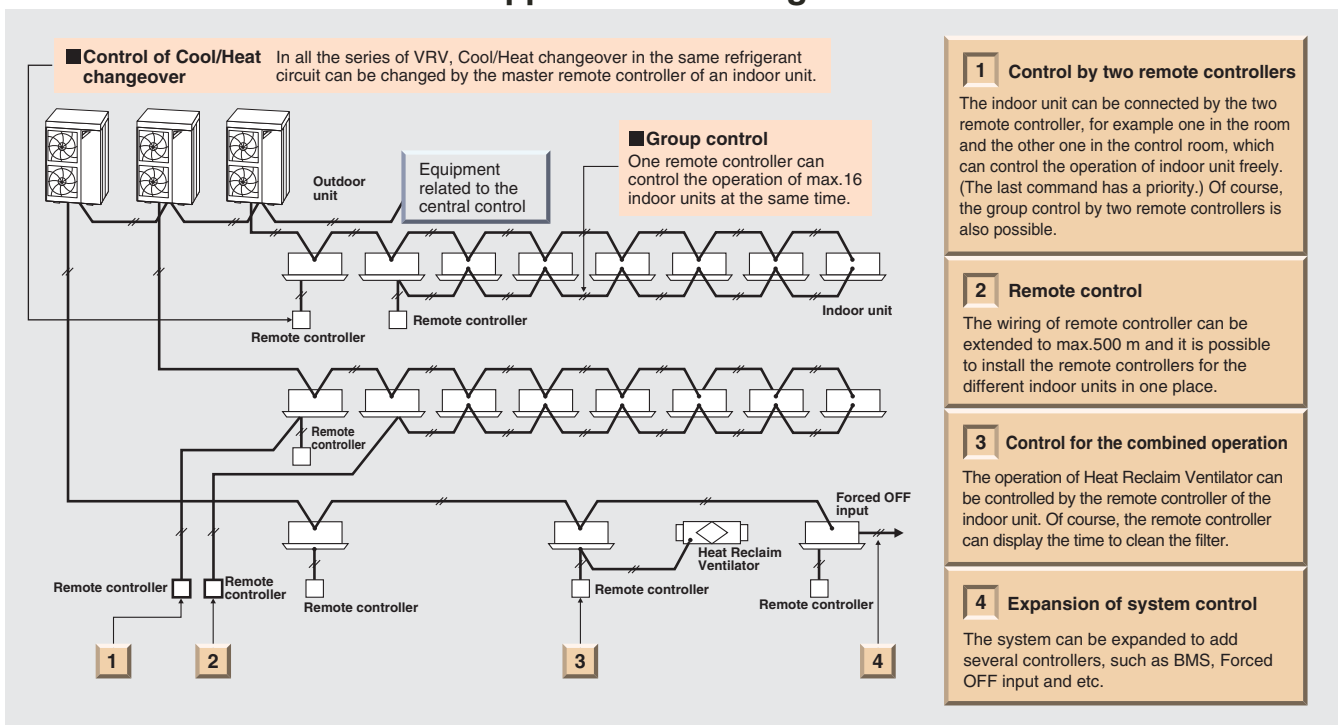 ■Control of Cool/Heat
changeover
In all the series of VRV, Cool/Heat changeover in the same refrigerant
circuit can be changed by the master remote controller of an indoor unit.
Outdoor
unit
Equipment
related to the
central control
■Group control
One remote controller can
control the operation of max.16
indoor units at the same time.
Remote controller
Remote controller
Indoor unit
Remote
controller
Forced OFF
input
Heat Reclaim
Ventilator
Remote controller
Remote
controller
Remote controller
Remote controller
Remote controller
1
2
3
4
1 Control by two remote controllers
The indoor unit can be connected by the two
remote controller, for example one in the room
and the other one in the control room, which
can control the operation of indoor unit freely.
(The last command has a priority.) Of course,
the group control by two remote controllers is
also possible.
2 Remote control
The wiring of remote controller can be
extended to max.500 m and it is possible
to install the remote controllers for the
different indoor units in one place.
3 Control for the combined operation
The operation of Heat Reclaim Ventilator can
be controlled by the remote controller of the
indoor unit. Of course, the remote controller
can display the time to clean the filter.
4 Expansion of system control
The system can be expanded to add
several controllers, such as BMS, Forced
OFF input and etc.